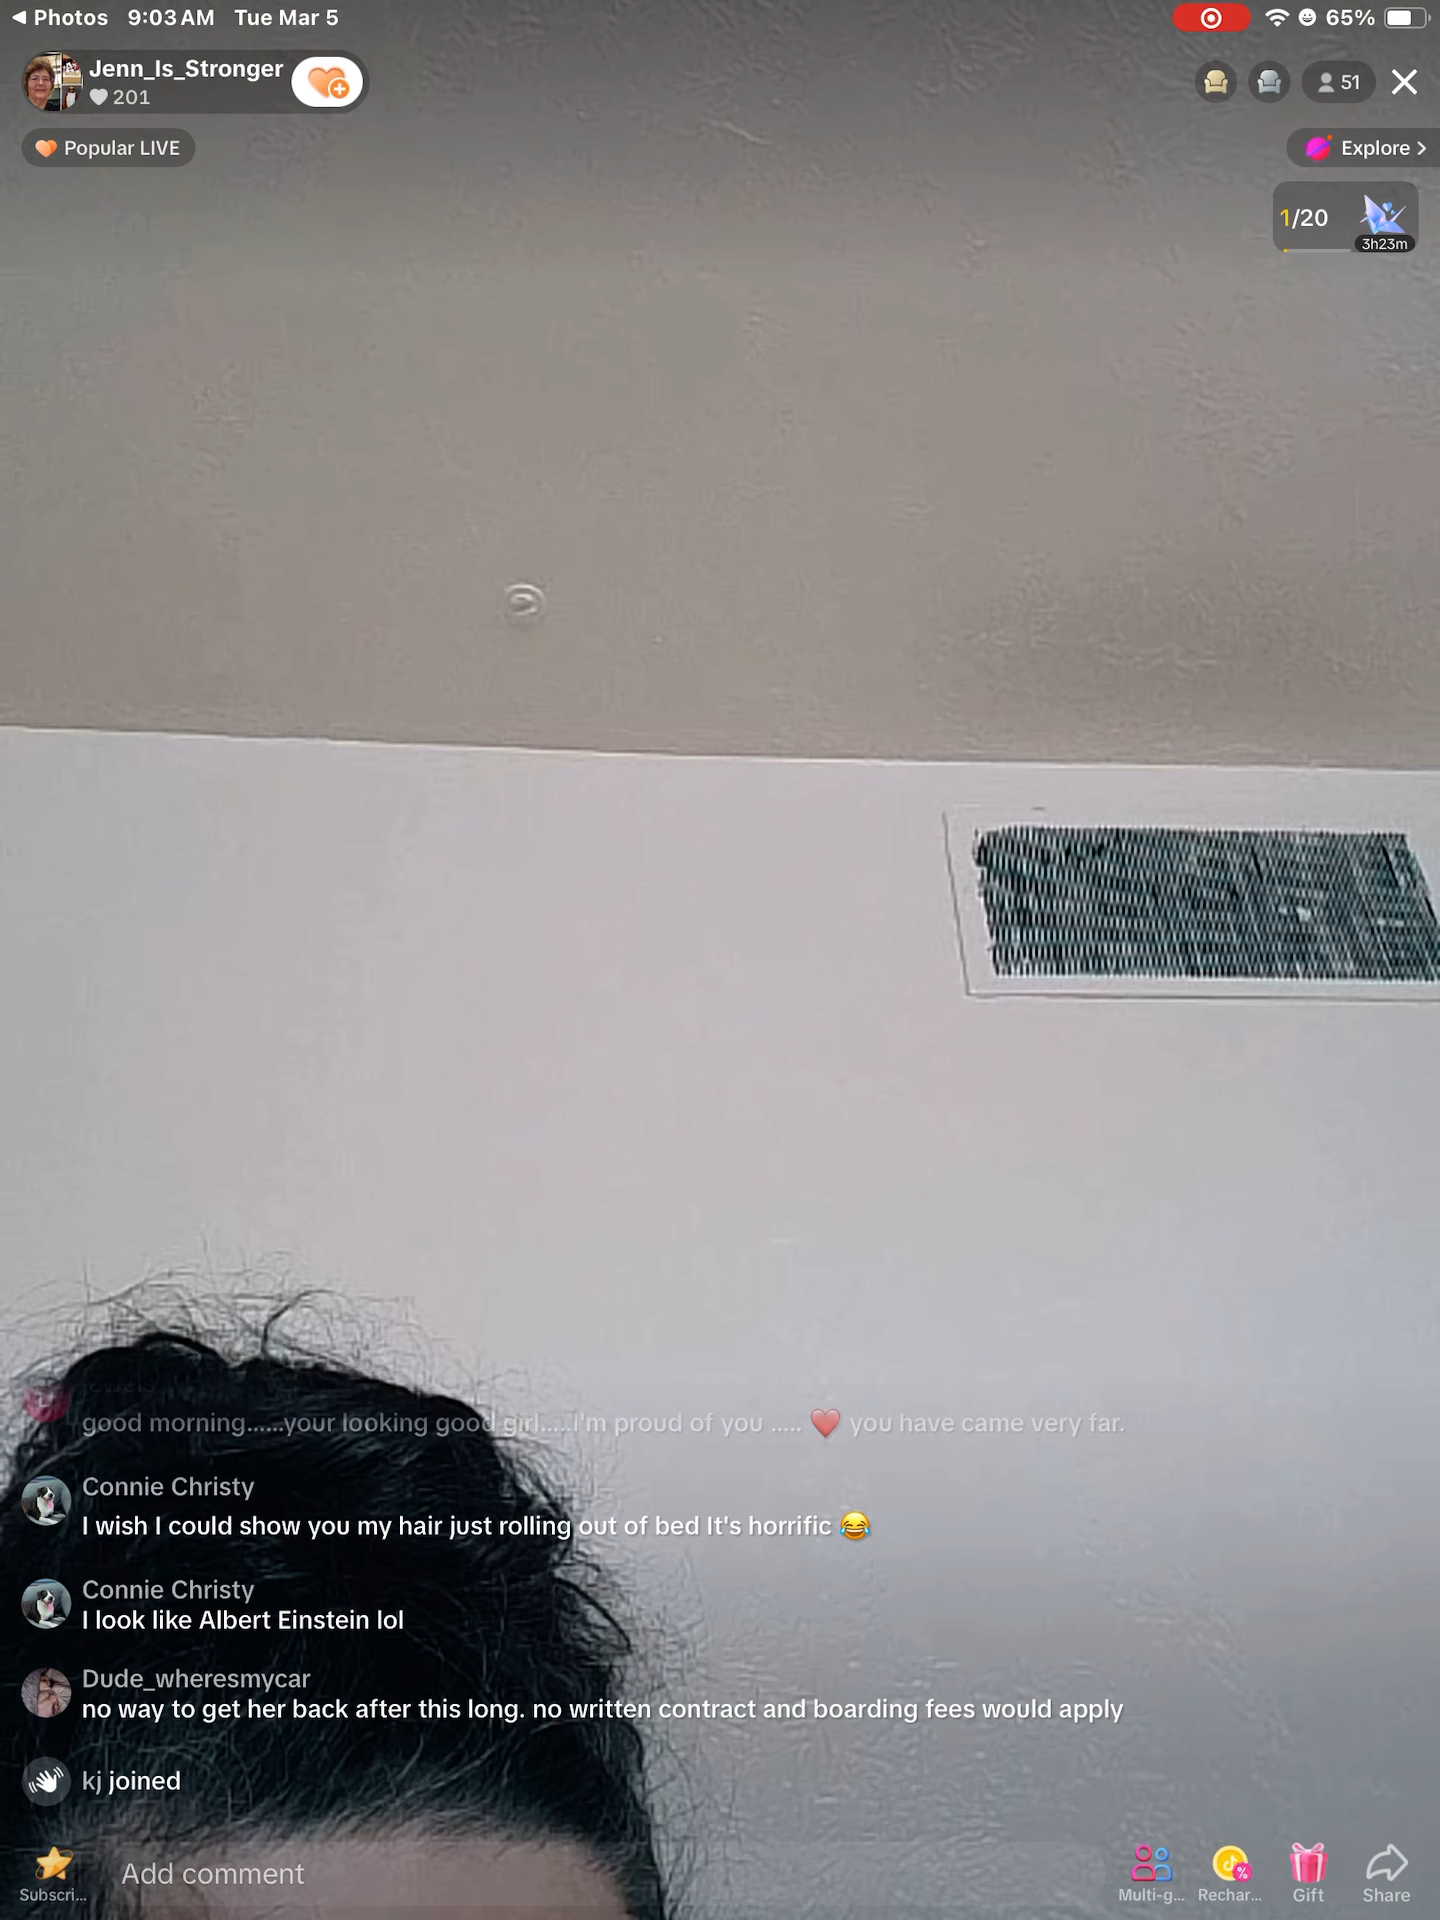 Photos 9:03 AM Tue Mar 5
65%
Jenn_Is_Stronger
201
51
Popular LIVE
Explore >
1/20
3h23m
good morning......your looking good girl.....I'm proud of you ..... ❤️ you have came very far.
Connie Christy
I wish I could show you my hair just rolling out of bed It's horrific 😂
Connie Christy
I look like Albert Einstein lol
Dude_wheresmycar
no way to get her back after this long. no written contract and boarding fees would apply
kj joined
Add comment
Subscri...
Multi-g...
Rechar...
Gift
Share